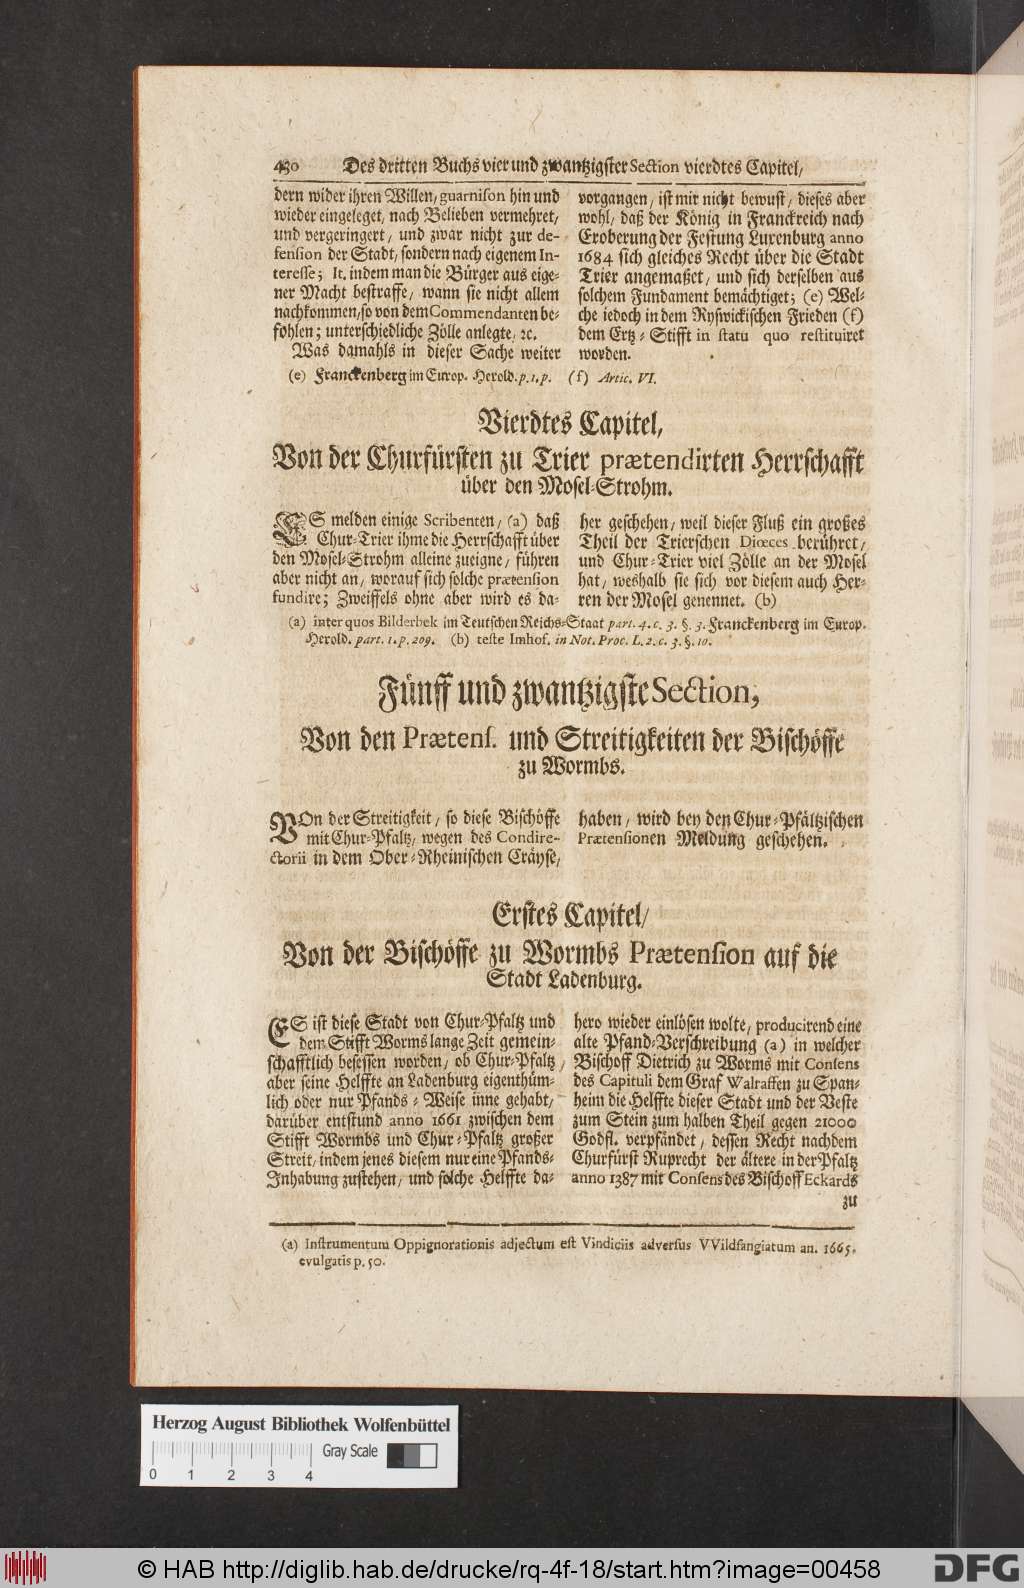 430 Des dritten Buchs vier und zwantzigster Section vierdtes Capitel,
dern wider ihren Willen, guarnison hin und
wieder eingeleget, nach Belieben vermehret,
und vergeringert, und zwar nicht zur de-
fension der Stadt, sondern nach eigenem In-
teresse; It. indem man die Bürger aus eige-
ner Macht bestraffe, wann sie nicht allem
nachkommen, so von dem Commendanten be-
fohlen; unterschiedliche Zölle anlegte, ꝛc.
Was damahls in dieser Sache weiter
vorgangen, ist mir nicht bewust, dieses aber
wohl, daß der König in Franckreich nach
Eroberung der Festung Luxenburg anno
1684 sich gleiches Recht über die Stadt
Trier angemaßet, und sich derselben aus
solchem Fundament bemächtiget; (e) Wel-
che jedoch in dem Ryswickischen Frieden (f)
dem Ertz-Stifft in statu quo restituiret
worden.
(e) Franckenberg im Europ. Herold. p. 1. p. (f) Artic. VI.
Vierdtes Capitel,
Von der Churfürsten zu Trier prætendirten Herrschafft
über den Mosel-Strohm.
ES melden einige Scribenten, (a) daß
Chur-Trier ihme die Herrschafft über
den Mosel-Strohm alleine zueigne, führen
aber nicht an, worauf sich solche prætension
fundire; Zweiffels ohne aber wird es da-
her geschehen, weil dieser Fluß ein großes
Theil der Trierschen Diœces berühret,
und Chur-Trier viel Zölle an der Mosel
hat, weshalb sie sich vor diesem auch Her-
ren der Mosel genennet. (b)
(a) inter quos Bilderbek im Teutschen Reichs-Staat part. 4. c. 3. §. 3. Franckenberg im Europ.
Herold. part. 1. p. 209. (b) teste Imhof. in Not. Proc. L. 2. c. 3. §. 10.
Fünff und zwantzigste Section,
Von den Prætens. und Streitigkeiten der Bischöffe
zu Wormbs.
VOn der Streitigkeit, so diese Bischöffe
mit Chur-Pfaltz, wegen des Condire-
ctorii in dem Ober-Rheinischen Cräyse,
haben, wird bey den Chur-Pfältzischen
Prætensionen Meldung geschehen.
Erstes Capitel/
Von der Bischöffe zu Wormbs Prætension auf die
Stadt Ladenburg.
ES ist diese Stadt von Chur-Pfaltz und
dem Stifft Worms lange Zeit gemein-
schafftlich besessen worden, ob Chur-Pfaltz,
aber seine Helffte an Ladenburg eigenthüm-
lich oder nur Pfands-Weise inne gehabt,
darüber entstund anno 1661 zwischen dem
Stifft Wormbs und Chur-Pfaltz großer
Streit, indem jenes diesem nur eine Pfands-
Inhabung zustehen, und solche Helffte da-
hero wieder einlösen wolte, producirend eine
alte Pfand-Verschreibung (a) in welcher
Bischoff Dietrich zu Worms mit Consens
des Capituli dem Graf Walraffen zu Span-
heim die Helffte dieser Stadt und der Veste
zum Stein zum halben Theil gegen 21000
Godfl. verpfändet, dessen Recht nachdem
Churfürst Ruprecht der ältere in der Pfaltz
anno 1387 mit Consens des Bischoff Eckards
zu
(a) Instrumentum Oppignorationis adjectum est Vindiciis adversus VVildfangiatum an. 1665.
evulgatis p. 50.
Herzog August Bibliothek Wolfenbüttel
Gray Scale
0 1 2 3 4
© HAB http://diglib.hab.de/drucke/rq-4f-18/start.htm?image=00458
DFG